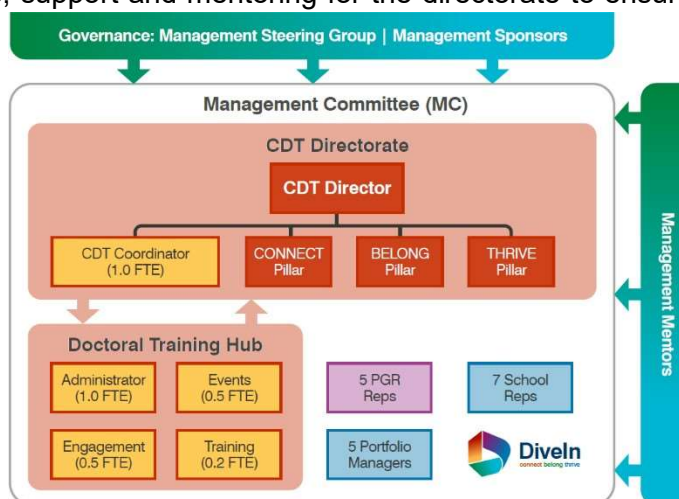 , support and mentoring for the directorate to ensur
Governance: Management Steering Group | Management Sponsors
Management Committee (MC)
CDT Directorate
CDT Director
CDT Coordinator
(1.0 FTE)
CONNECT
Pillar
BELONG
Pillar
THRIVE
Pillar
Doctoral Training Hub
Administrator
(1.0 FTE)
Events
(0.5 FTE)
Engagement
(0.5 FTE)
Training
(0.2 FTE)
5 PGR
Reps
7 School
Reps
5 Portfolio
Managers
DiveIn
connect belong thrive
Management Mentors